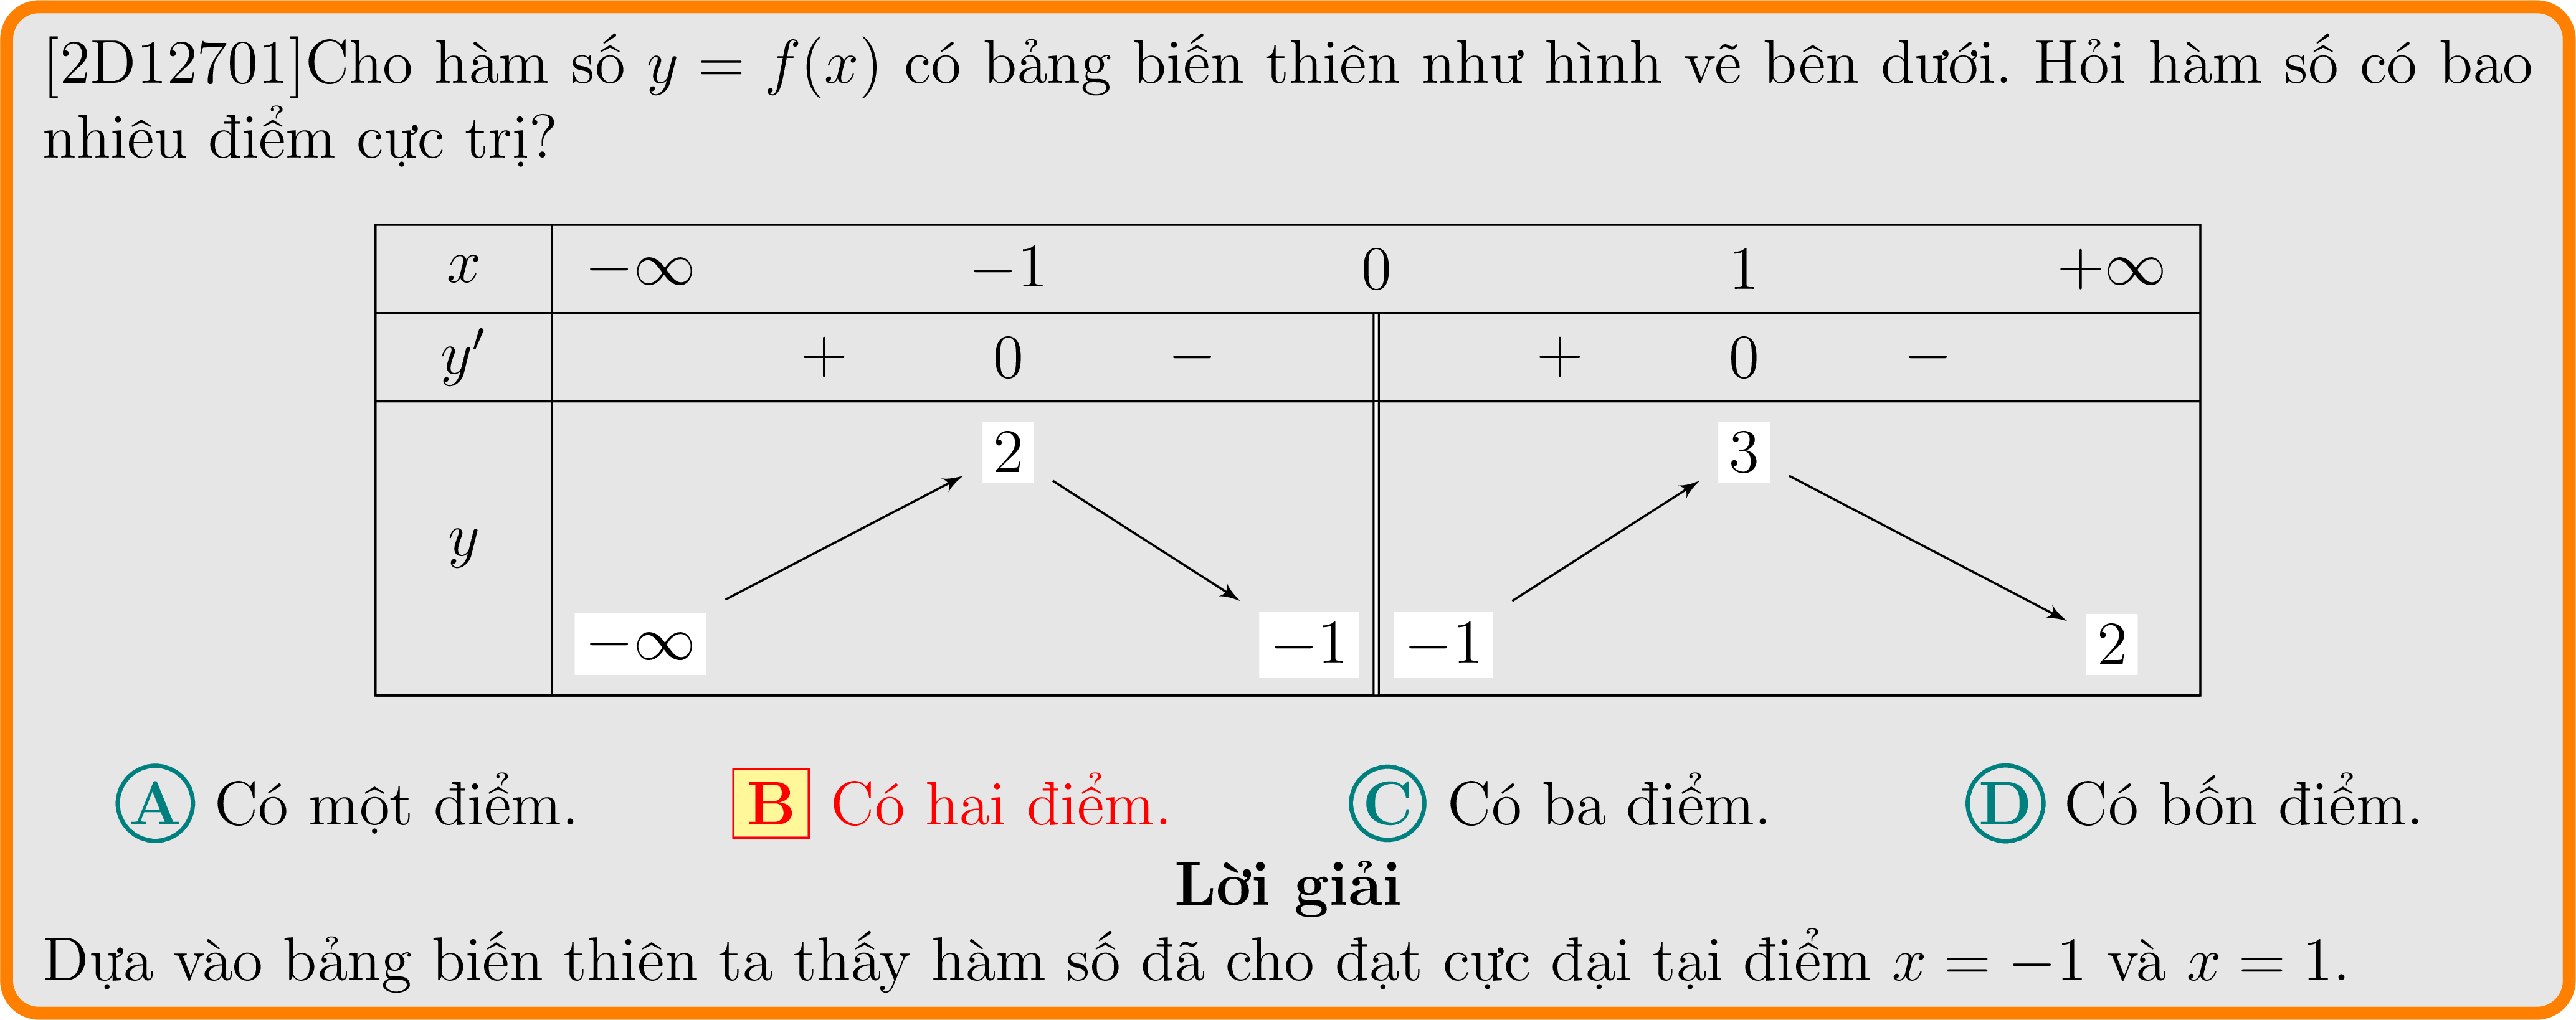 [2D12701]Cho hàm số y = f(x) có bảng biến thiên như hình vẽ bên dưới. Hỏi hàm số có bao
nhiêu điểm cực trị?
x −∞ −1 0 1 +∞
y′ + 0 − + 0 −
2 3
y
−∞ −1 −1 2
A Có một điểm. B Có hai điểm. C Có ba điểm. D Có bốn điểm.
Lời giải
Dựa vào bảng biến thiên ta thấy hàm số đã cho đạt cực đại tại điểm x = −1 và x = 1.